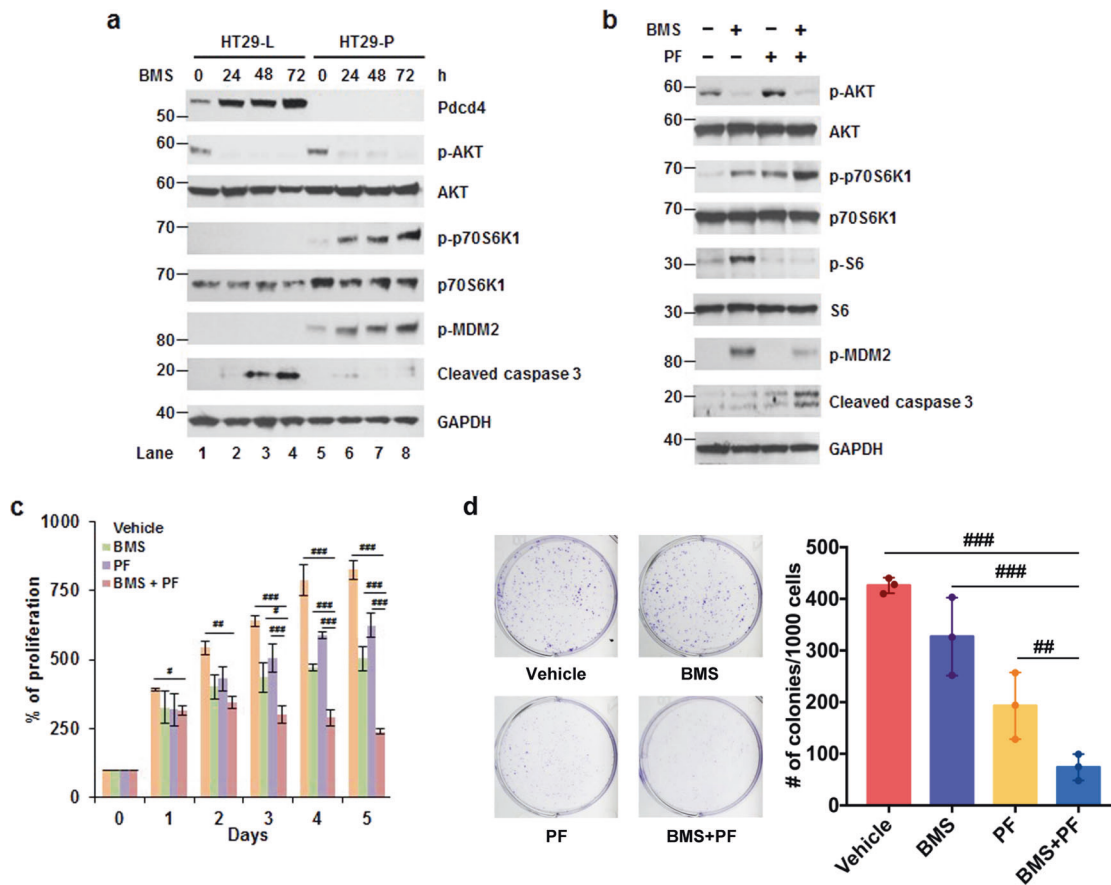 a
HT29-L HT29-P
BMS 0 24 48 72 0 24 48 72 h
50 Pdcd4
60 p-AKT
60 AKT
70 p-p70S6K1
70 p70S6K1
80 p-MDM2
20 Cleaved caspase 3
40 GAPDH
Lane 1 2 3 4 5 6 7 8
b
BMS - + - +
PF - - + +
60 p-AKT
60 AKT
70 p-p70S6K1
70 p70S6K1
30 p-S6
30 S6
80 p-MDM2
20 Cleaved caspase 3
40 GAPDH
c
% of proliferation
1000
750
500
250
0
Vehicle
BMS
PF
BMS + PF
#
##
###
#
###
###
###
###
###
###
###
0 1 2 3 4 5
Days
d
Vehicle BMS
PF BMS+PF
# of colonies/1000 cells
500
400
300
200
100
0
###
###
##
Vehicle
BMS
PF
BMS+PF